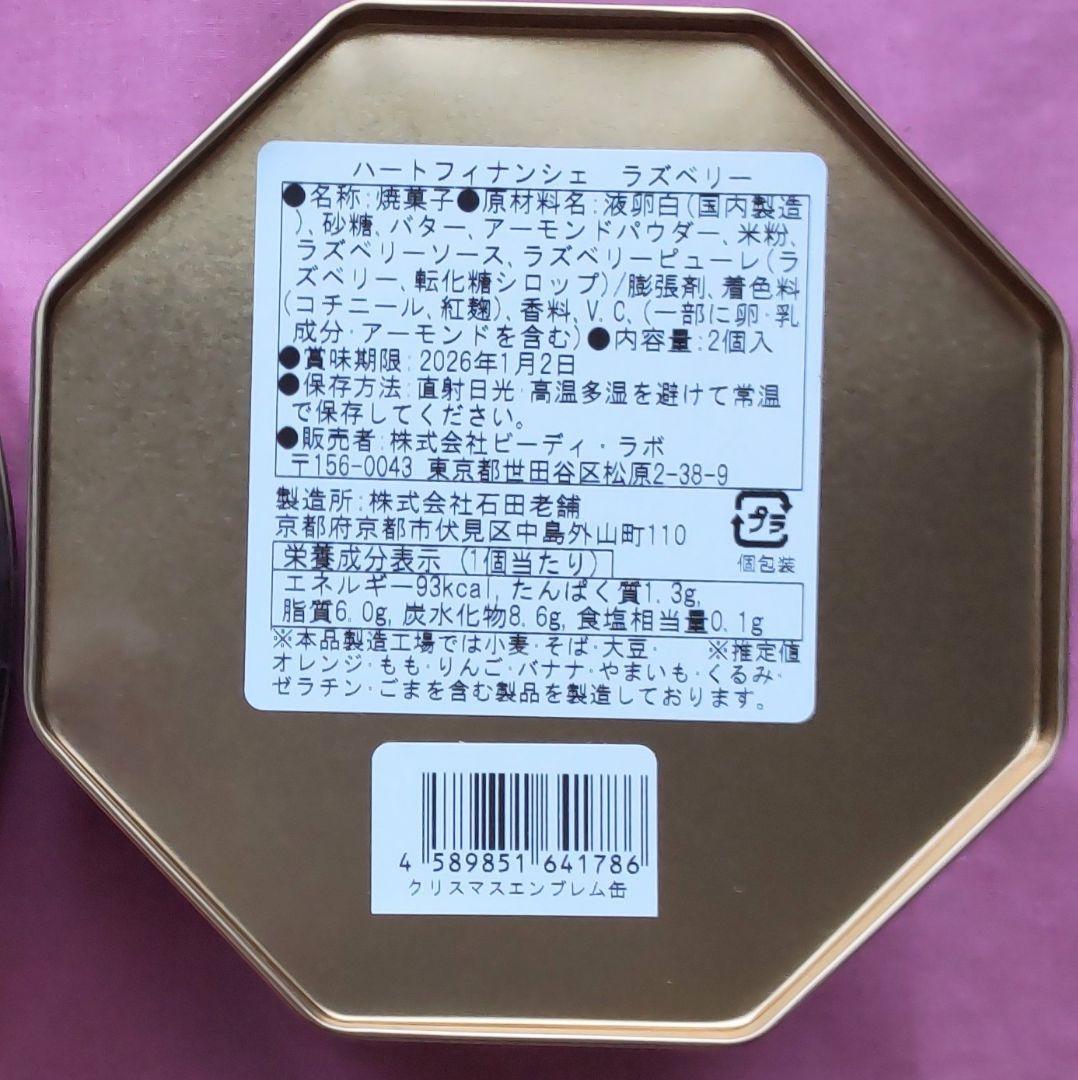 ハートフィナンシェ ラズベリー
●名称:焼菓子●原材料名:液卵白(国内製造
)、砂糖、バター、アーモンドパウダー、米粉、
ラズベリーソース、ラズベリーピューレ(ラ
ズベリー、転化糖シロップ)/膨張剤、着色料
(コチニール、紅麹)、香料、V.C、(一部に卵・乳
成分・アーモンドを含む)●内容量:2個入
●賞味期限:2026年1月2日
●保存方法:直射日光・高温多湿を避けて常温
で保存してください。
●販売者:株式会社ビーディ・ラボ
〒156-0043 東京都世田谷区松原2-38-9
製造所:株式会社石田老舗
京都府京都市伏見区中島外山町110
プラ
個包装
栄養成分表示(1個当たり)
エネルギー93kcal,たんぱく質1.3g,
脂質6.0g,炭水化物8.6g,食塩相当量0.1g
※本品製造工場では小麦・そば・大豆・ ※推定値
オレンジ・もも・りんご・バナナ・やまいも・くるみ・
ゼラチン・ごまを含む製品を製造しております。
4 589851 641786
クリスマスエンブレム缶